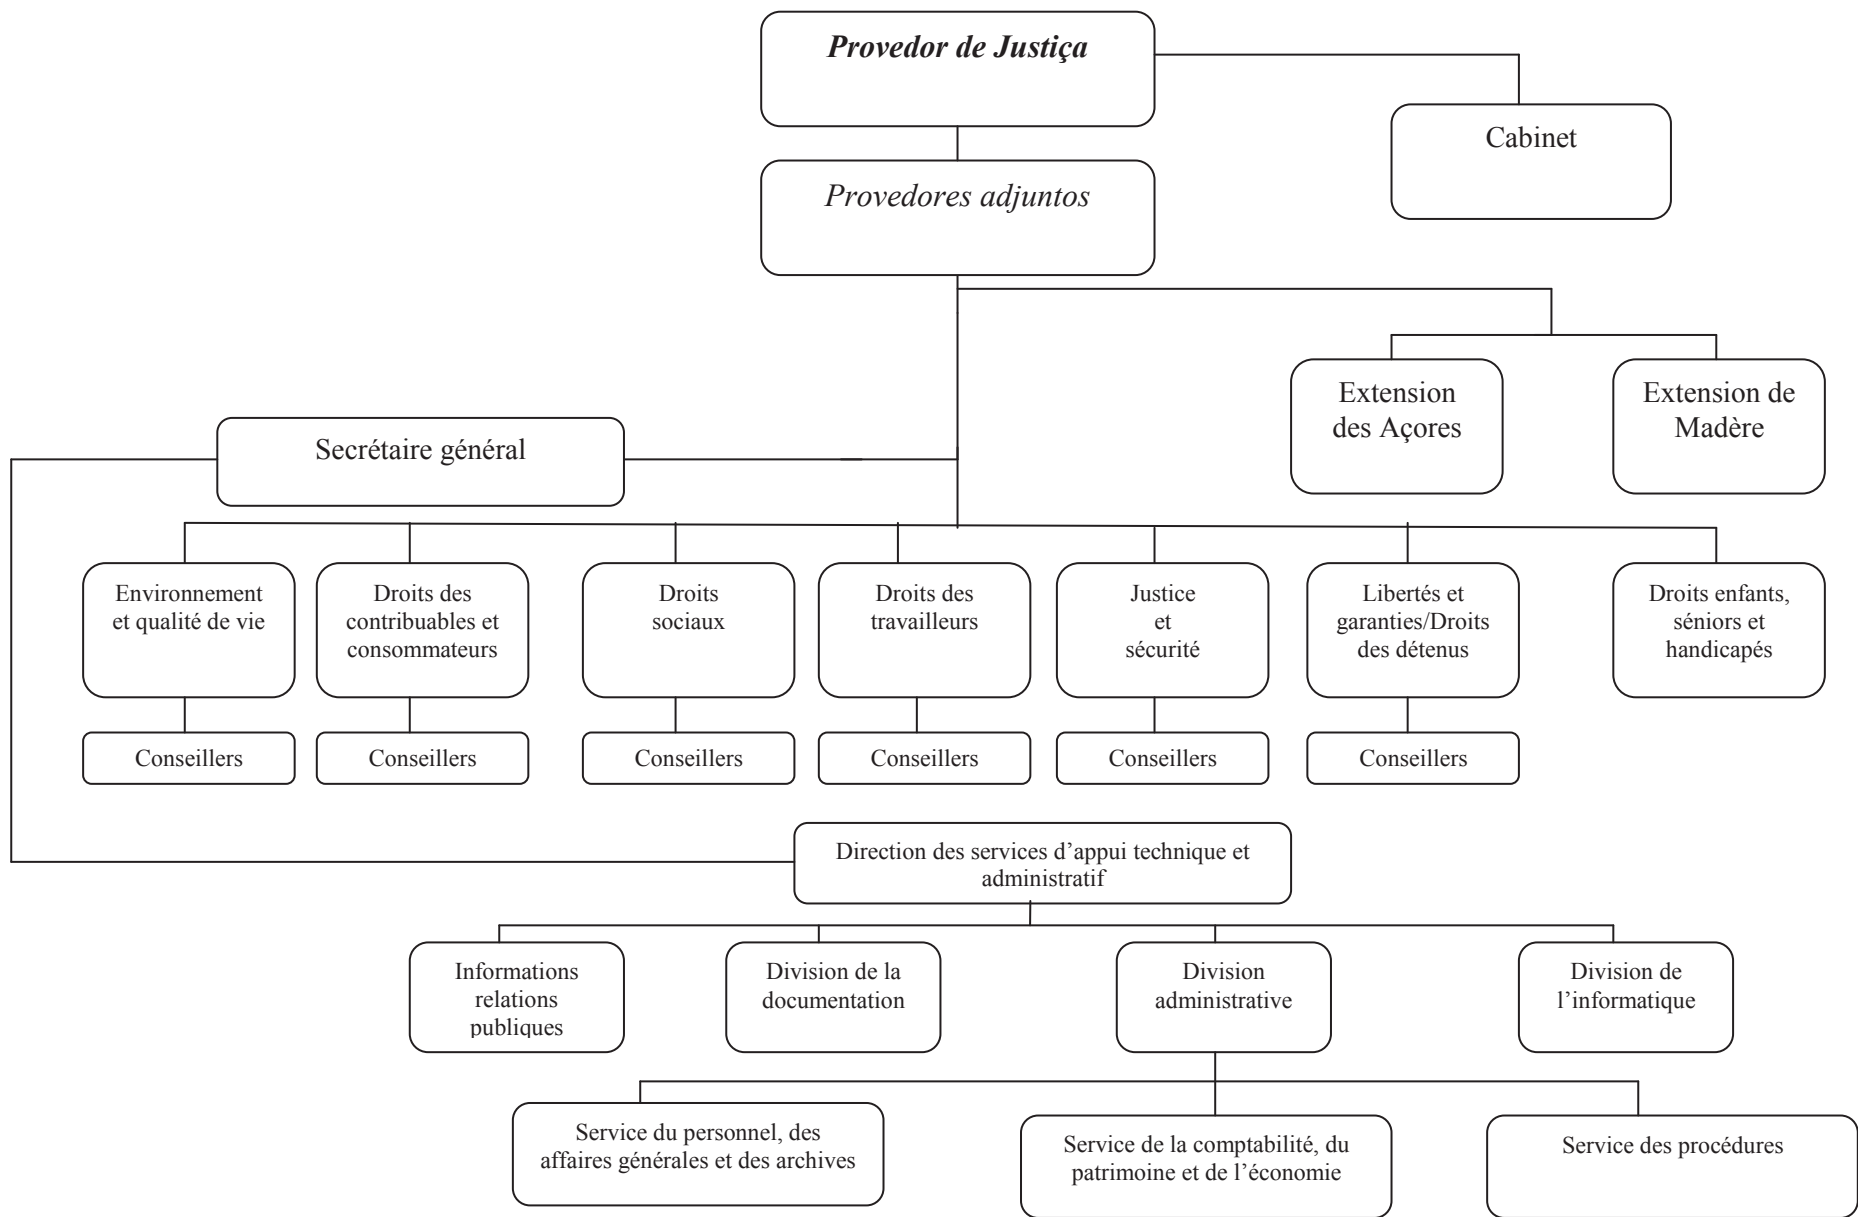 Provedor de Justiça
Cabinet
Provedores adjuntos
Extension
des Açores
Extension de
Madère
Secrétaire général
Environnement
et qualité de vie
Droits des
contribuables et
consommateurs
Droits
sociaux
Droits des
travailleurs
Justice
et
sécurité
Libertés et
garanties/Droits
des détenus
Droits enfants,
séniors et
handicapés
Conseillers
Conseillers
Conseillers
Conseillers
Conseillers
Conseillers
Direction des services d’appui technique et
administratif
Informations
relations
publiques
Division de la
documentation
Division
administrative
Division de
l’informatique
Service du personnel, des
affaires générales et des archives
Service de la comptabilité, du
patrimoine et de l’économie
Service des procédures